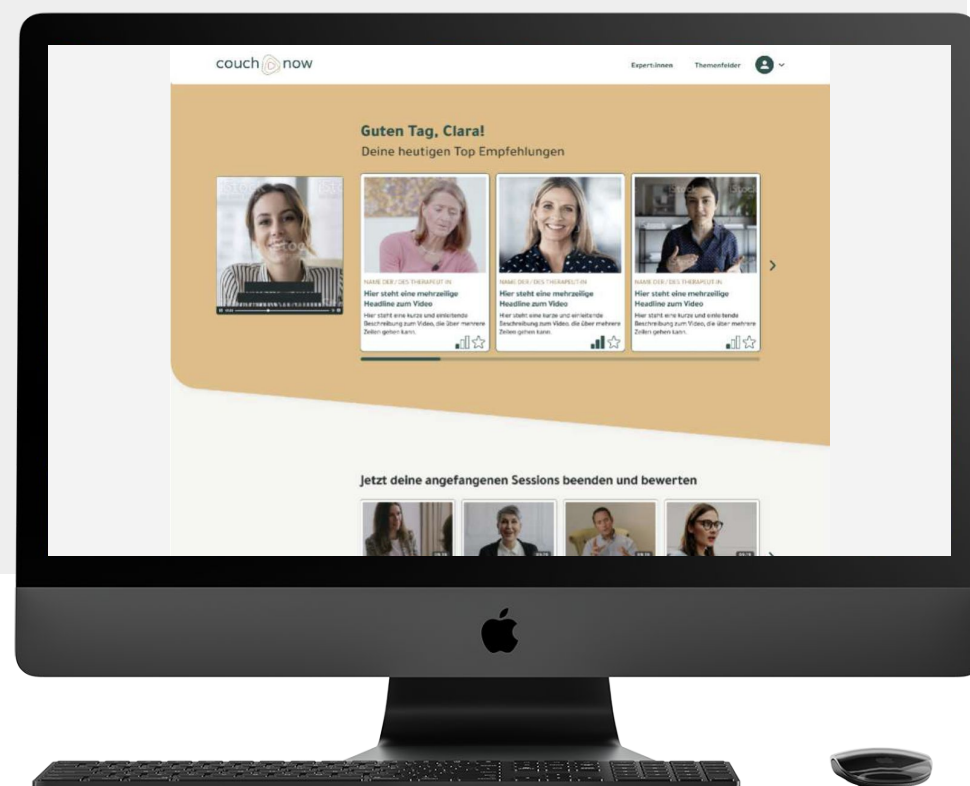 couch now
Expert:innen
Themenfelder
Guten Tag, Clara!
Deine heutigen Top Empfehlungen
iStock
NAME DER / DES THERAPEUT:IN
Hier steht eine mehrzeilige
Headline zum Video
Hier steht eine kurze und einleitende
Beschreibung zum Video, die über mehrere
Zeilen gehen kann.
NAME DER / DES THERAPEUT:IN
Hier steht eine mehrzeilige
Headline zum Video
Hier steht eine kurze und einleitende
Beschreibung zum Video, die über mehrere
Zeilen gehen kann.
iStock
NAME DER / DES THERAPEUT:IN
Hier steht eine mehrzeilige
Headline zum Video
Hier steht eine kurze und einleitende
Beschreibung zum Video, die über mehrere
Zeilen gehen kann.
Jetzt deine angefangenen Sessions beenden und bewerten